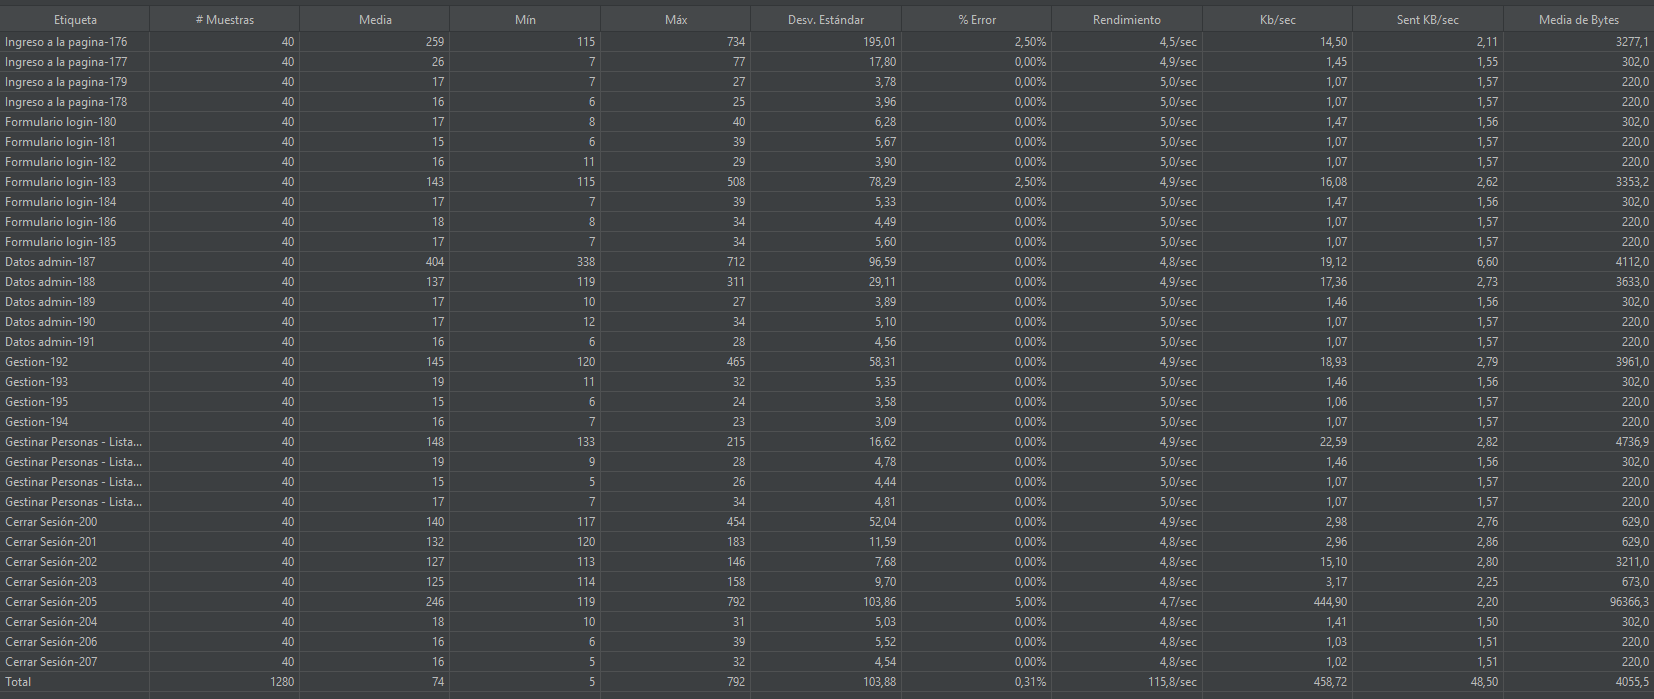 Etiqueta # Muestras Media Mín Máx Desv. Estándar % Error Rendimiento Kb/sec Sent KB/sec Media de Bytes
Ingreso a la pagina-176 40 259 115 734 195,01 2,50% 4,5/sec 14,50 2,11 3277,1
Ingreso a la pagina-177 40 26 7 77 17,80 0,00% 4,9/sec 1,45 1,55 302,0
Ingreso a la pagina-179 40 17 7 27 3,78 0,00% 5,0/sec 1,07 1,57 220,0
Ingreso a la pagina-178 40 16 6 25 3,96 0,00% 5,0/sec 1,07 1,57 220,0
Formulario login-180 40 17 8 40 6,28 0,00% 5,0/sec 1,47 1,56 302,0
Formulario login-181 40 15 6 39 5,67 0,00% 5,0/sec 1,07 1,57 220,0
Formulario login-182 40 16 11 29 3,90 0,00% 5,0/sec 1,07 1,57 220,0
Formulario login-183 40 143 115 508 78,29 2,50% 4,9/sec 16,08 2,62 3353,2
Formulario login-184 40 17 7 39 5,33 0,00% 5,0/sec 1,47 1,56 302,0
Formulario login-186 40 18 8 34 4,49 0,00% 5,0/sec 1,07 1,57 220,0
Formulario login-185 40 17 7 34 5,60 0,00% 5,0/sec 1,07 1,57 220,0
Datos admin-187 40 404 338 712 96,59 0,00% 4,8/sec 19,12 6,60 4112,0
Datos admin-188 40 137 119 311 29,11 0,00% 4,9/sec 17,36 2,73 3633,0
Datos admin-189 40 17 10 27 3,89 0,00% 5,0/sec 1,46 1,56 302,0
Datos admin-190 40 17 12 34 5,10 0,00% 5,0/sec 1,07 1,57 220,0
Datos admin-191 40 16 6 28 4,56 0,00% 5,0/sec 1,07 1,57 220,0
Gestion-192 40 145 120 465 58,31 0,00% 4,9/sec 18,93 2,79 3961,0
Gestion-193 40 19 11 32 5,35 0,00% 5,0/sec 1,46 1,56 302,0
Gestion-195 40 15 6 24 3,58 0,00% 5,0/sec 1,06 1,57 220,0
Gestion-194 40 16 7 23 3,09 0,00% 5,0/sec 1,07 1,57 220,0
Gestinar Personas - Lista... 40 148 133 215 16,62 0,00% 4,9/sec 22,59 2,82 4736,9
Gestinar Personas - Lista... 40 19 9 28 4,78 0,00% 5,0/sec 1,46 1,56 302,0
Gestinar Personas - Lista... 40 15 5 26 4,44 0,00% 5,0/sec 1,07 1,57 220,0
Gestinar Personas - Lista... 40 17 7 34 4,81 0,00% 5,0/sec 1,07 1,57 220,0
Cerrar Sesión-200 40 140 117 454 52,04 0,00% 4,9/sec 2,98 2,76 629,0
Cerrar Sesión-201 40 132 120 183 11,59 0,00% 4,8/sec 2,96 2,86 629,0
Cerrar Sesión-202 40 127 113 146 7,68 0,00% 4,8/sec 15,10 2,80 3211,0
Cerrar Sesión-203 40 125 114 158 9,70 0,00% 4,8/sec 3,17 2,25 673,0
Cerrar Sesión-205 40 246 119 792 103,86 5,00% 4,7/sec 444,90 2,20 96366,3
Cerrar Sesión-204 40 18 10 31 5,03 0,00% 4,8/sec 1,41 1,50 302,0
Cerrar Sesión-206 40 16 6 39 5,52 0,00% 4,8/sec 1,03 1,51 220,0
Cerrar Sesión-207 40 16 5 32 4,54 0,00% 4,8/sec 1,02 1,51 220,0
Total 1280 74 5 792 103,88 0,31% 115,8/sec 458,72 48,50 4055,5